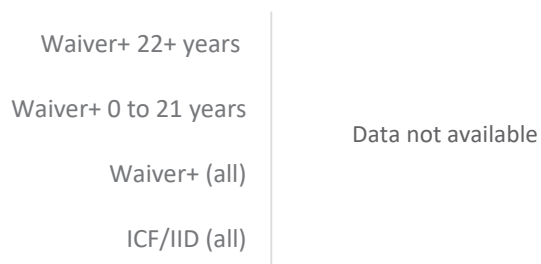 Waiver+ 22+ years
Waiver+ 0 to 21 years
Data not available
Waiver+ (all)
ICF/IID (all)